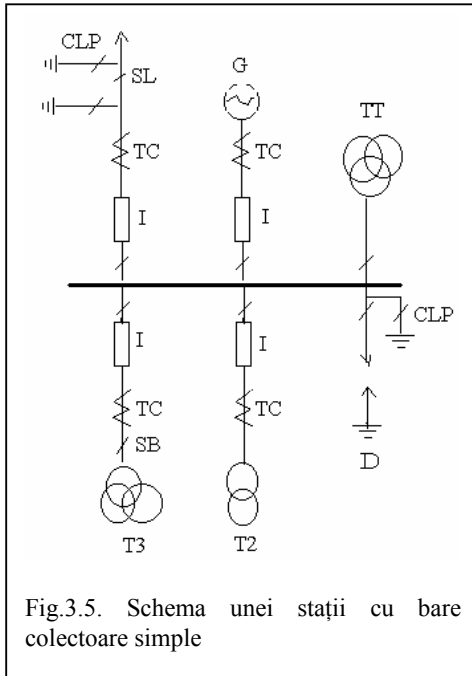 CLP
SL
G
TT
TC
TC
I
I
CLP
I
I
TC
TC
SB
D
T3
T2
Fig.3.5. Schema unei stații cu bare
colectoare simple